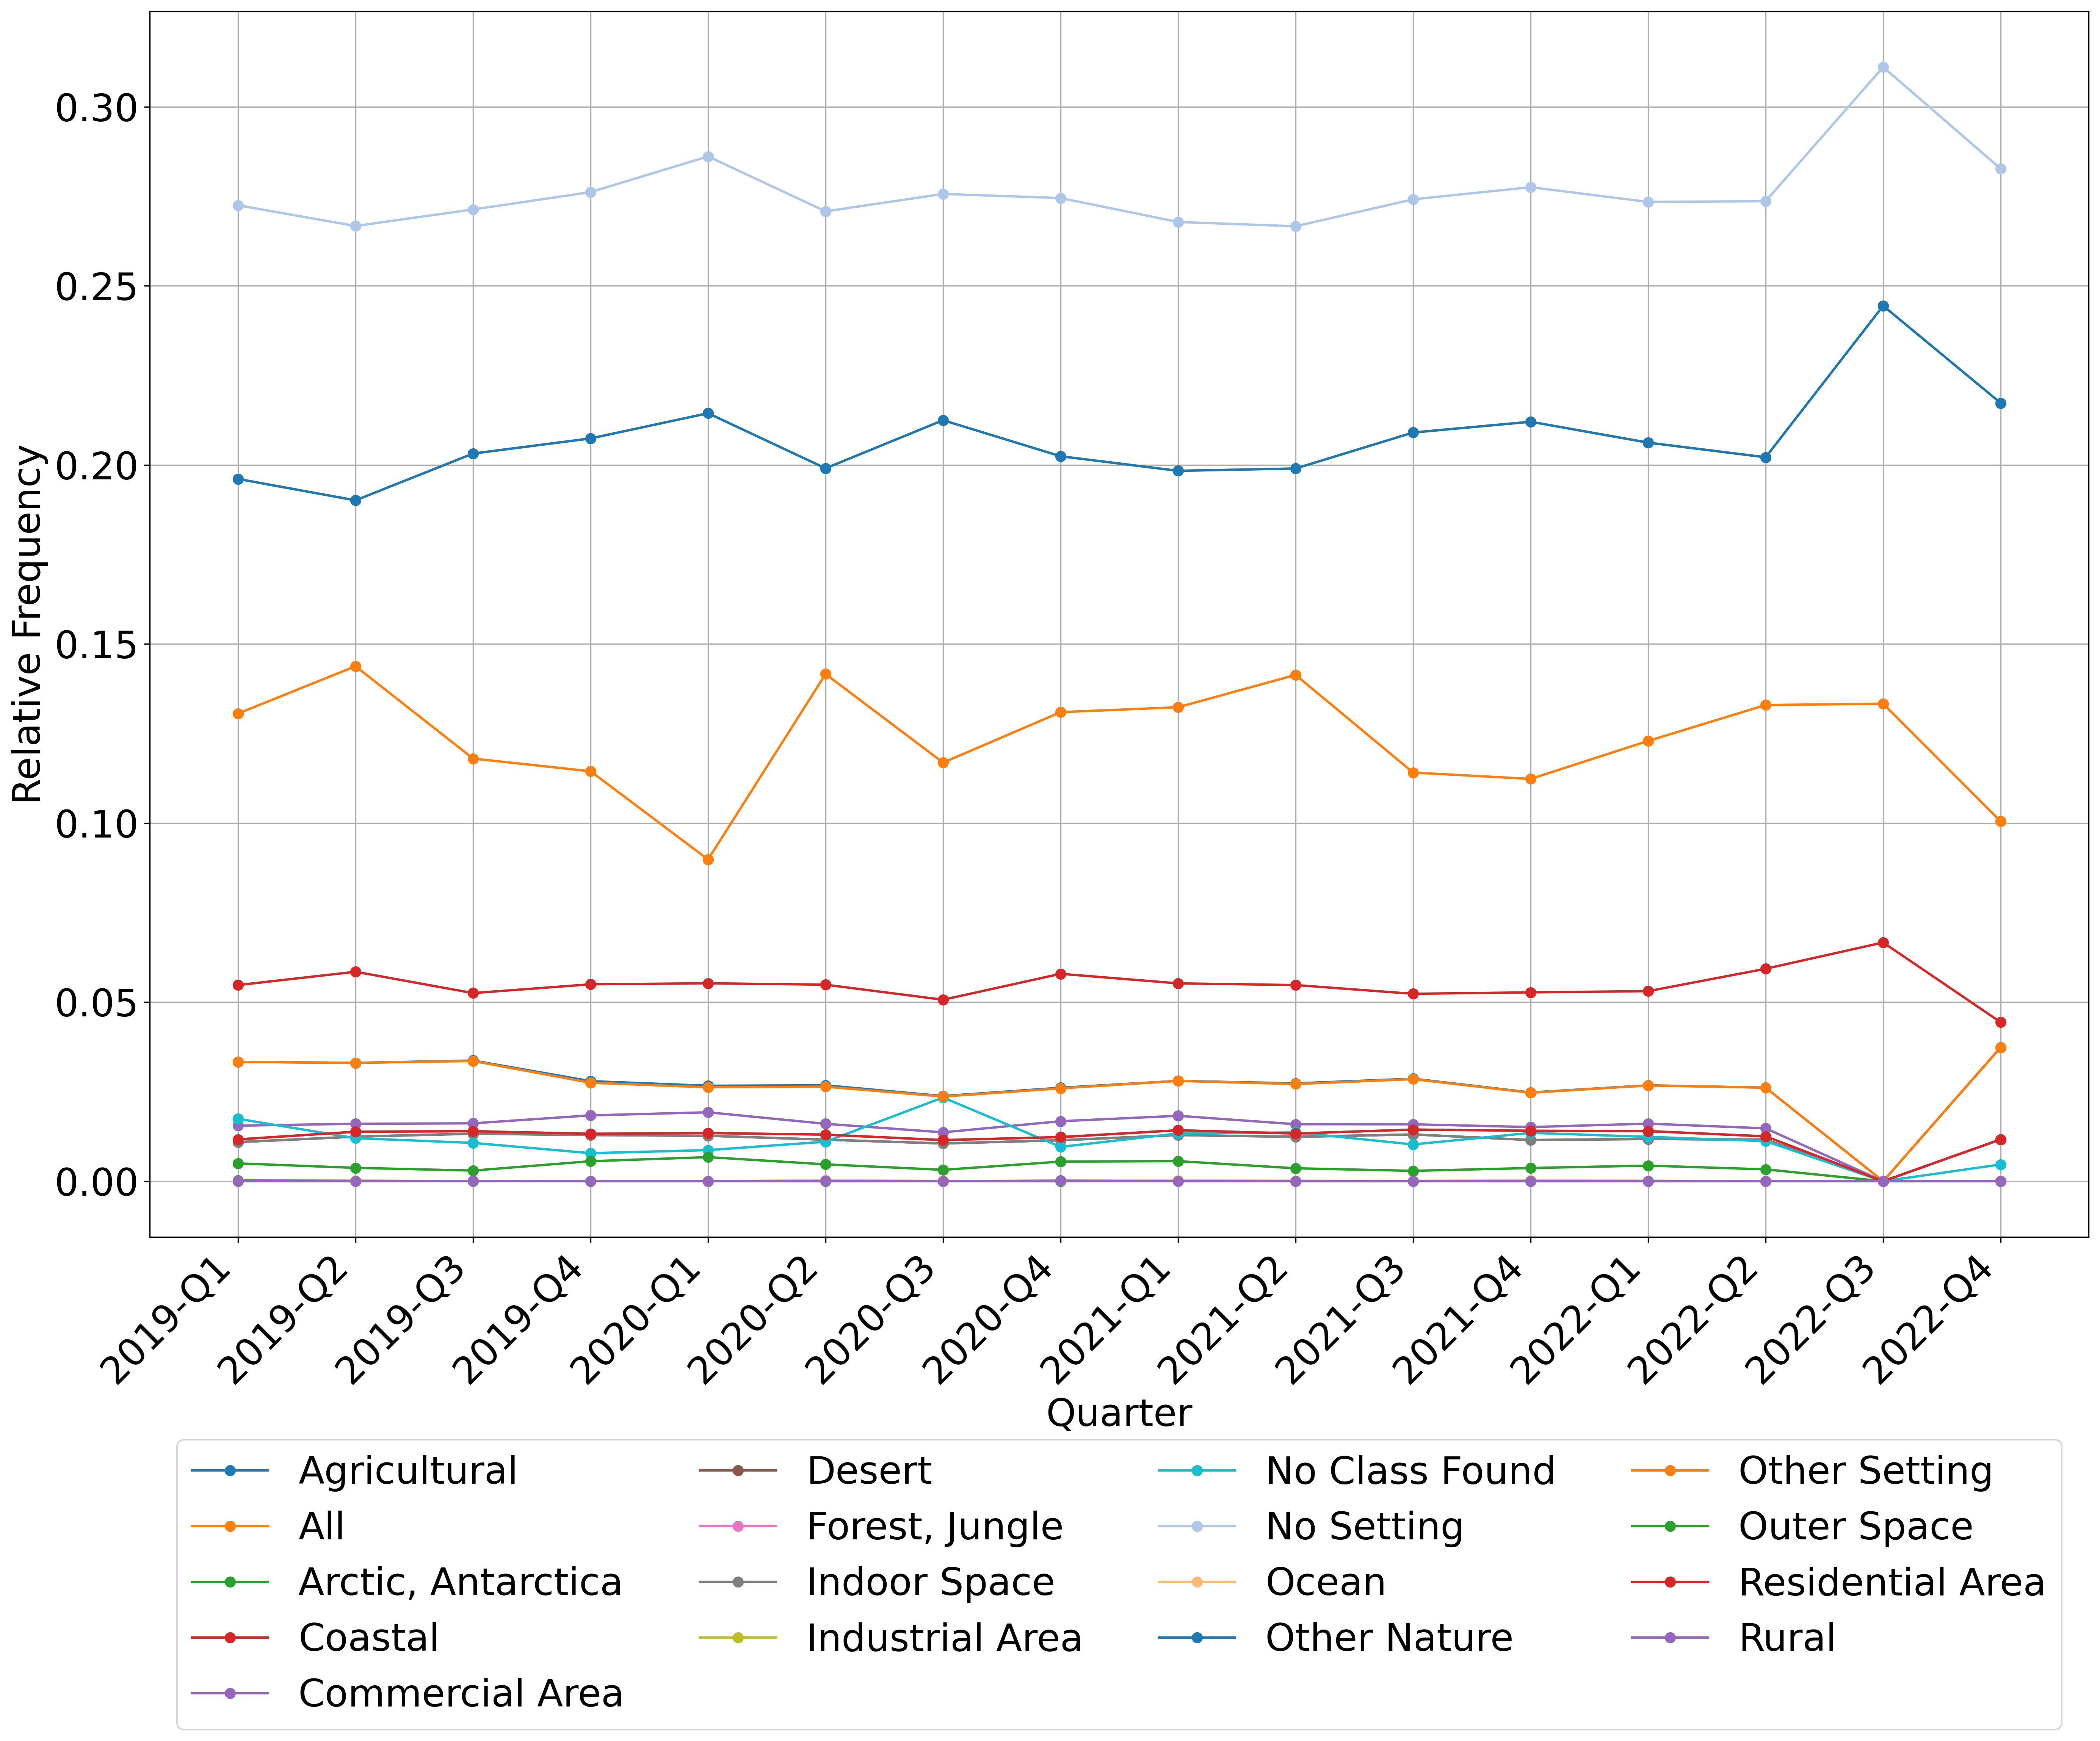 0.30
0.25
0.20
0.15
0.10
0.05
0.00
Relative Frequency
2019-Q1
2019-Q2
2019-Q3
2019-Q4
2020-Q1
2020-Q2
2020-Q3
2020-Q4
2021-Q1
2021-Q2
2021-Q3
2021-Q4
2022-Q1
2022-Q2
2022-Q3
2022-Q4
Quarter
Agricultural
All
Arctic, Antarctica
Coastal
Commercial Area
Desert
Forest, Jungle
Indoor Space
Industrial Area
No Class Found
No Setting
Ocean
Other Nature
Other Setting
Outer Space
Residential Area
Rural